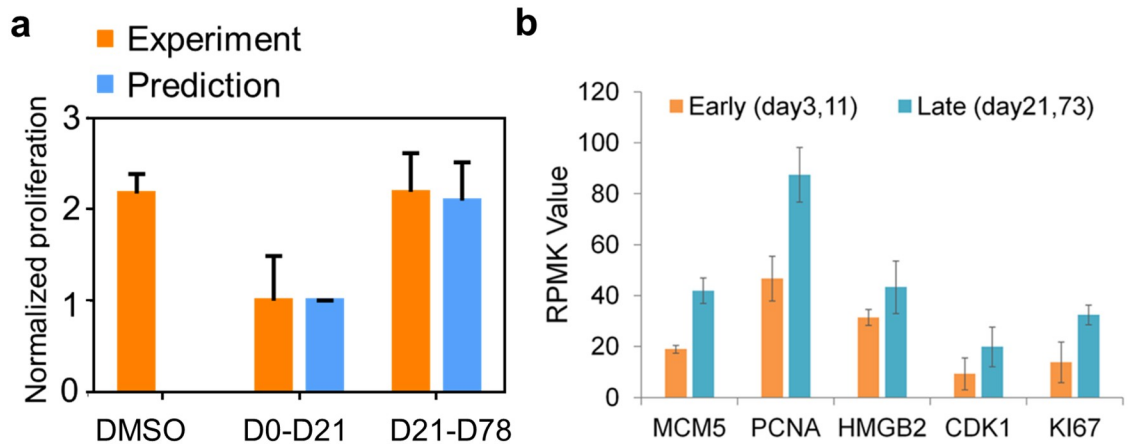 a
Experiment
Prediction
Normalized proliferation
3
2
1
0
DMSO D0-D21 D21-D78
b
Early (day3,11) Late (day21,73)
RPMK Value
120
100
80
60
40
20
0
MCM5 PCNA HMGB2 CDK1 KI67